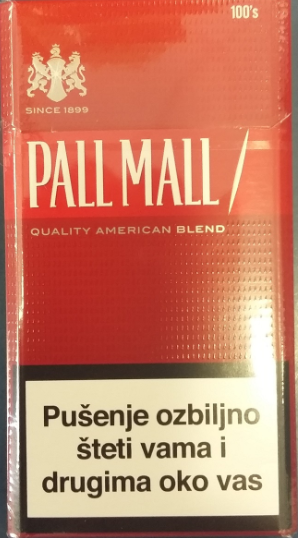 100's
SINCE 1899
PALL MALL /
QUALITY AMERICAN BLEND
Pušenje ozbiljno
šteti vama i
drugima oko vas